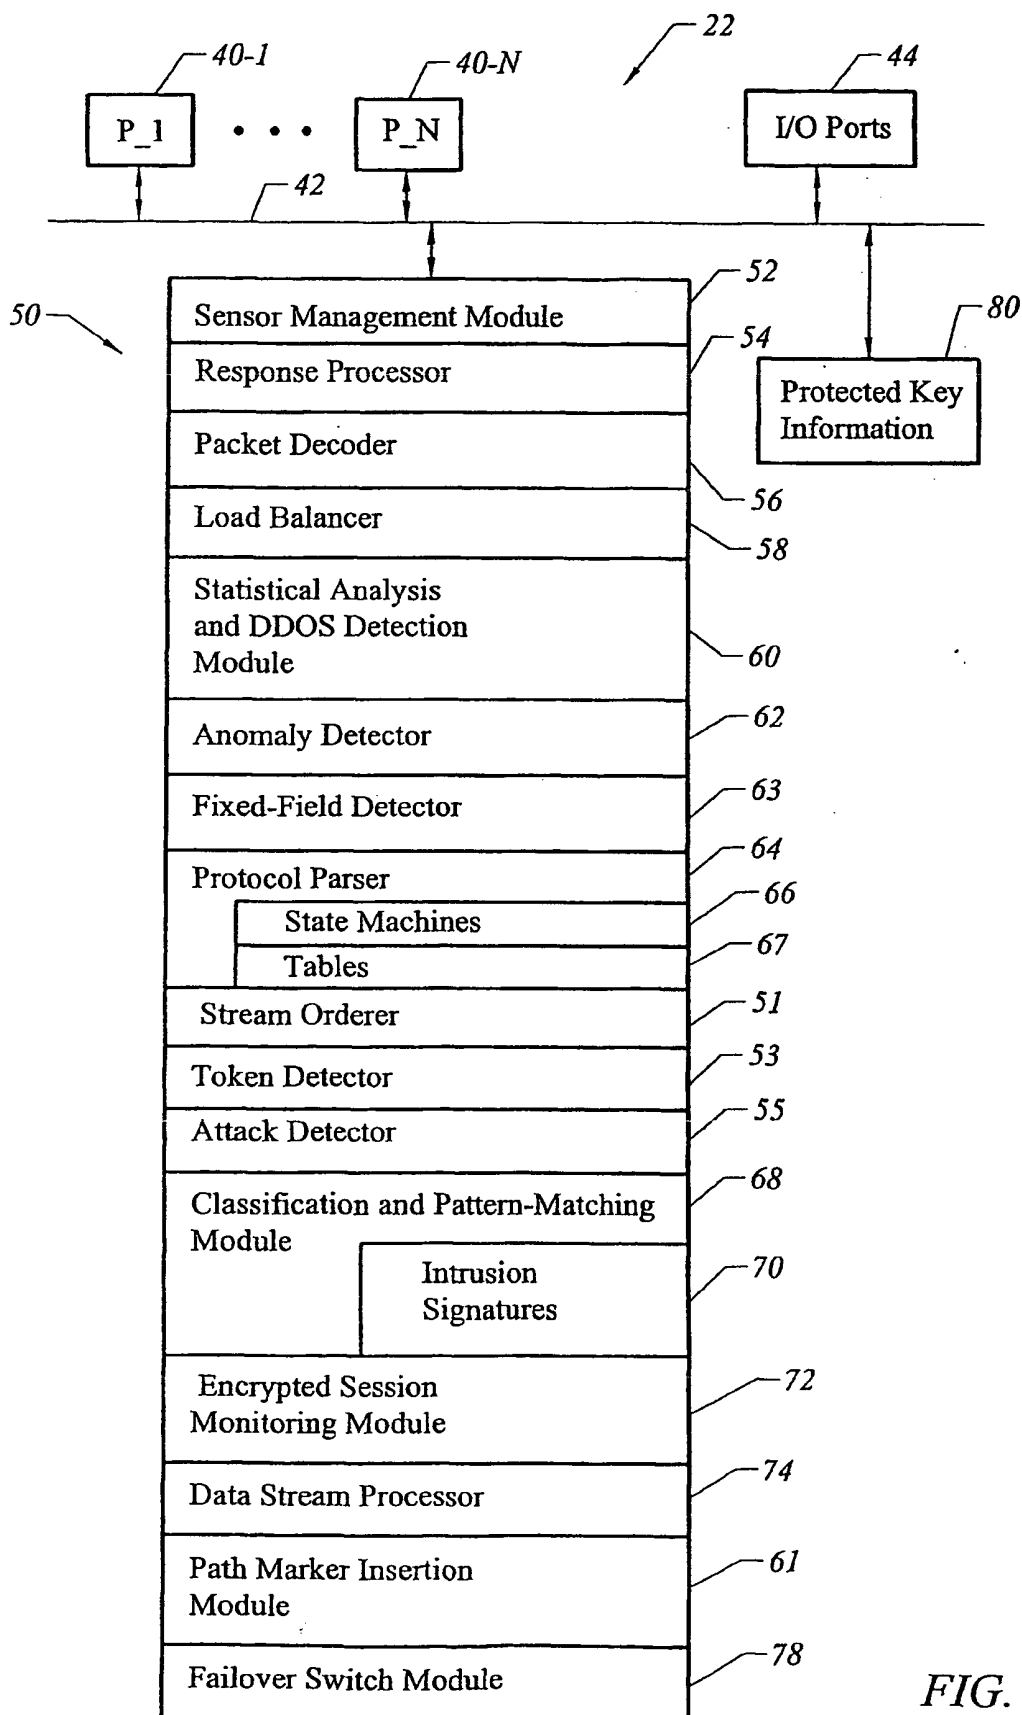 22
40-1
40-N
44
P_1
P_N
I/O Ports
42
52
50
Sensor Management Module
80
54
Response Processor
Protected Key
Information
Packet Decoder
56
Load Balancer
58
Statistical Analysis
and DDOS Detection
Module
60
62
Anomaly Detector
63
Fixed-Field Detector
64
Protocol Parser
66
State Machines
67
Tables
51
Stream Orderer
53
Token Detector
55
Attack Detector
68
Classification and Pattern-Matching
Module
70
Intrusion
Signatures
72
Encrypted Session
Monitoring Module
74
Data Stream Processor
61
Path Marker Insertion
Module
78
Failover Switch Module
FIG.